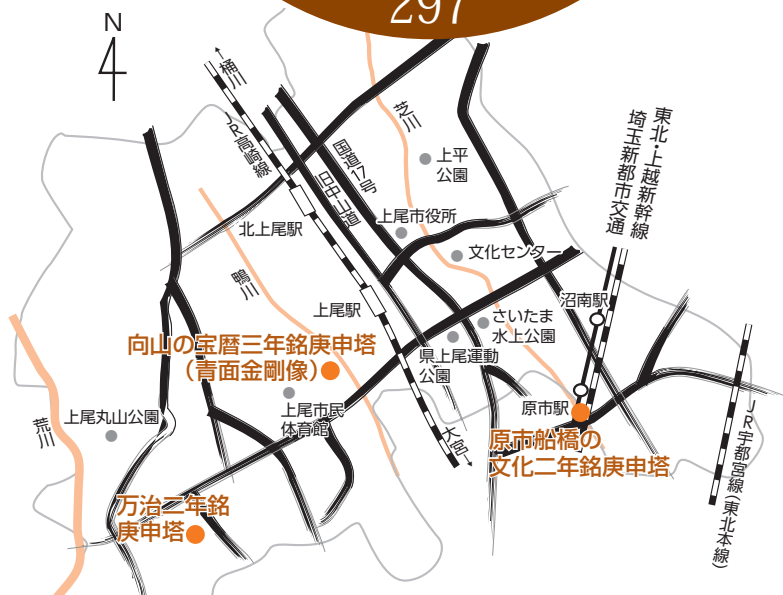 297
N
←桶川
JR高崎線
旧中山道
国道17号
芝川
上平
公園
東北・上越新幹線
埼玉新都市交通
上尾市役所
北上尾駅
文化センター
鴨川
上尾駅
沼南駅
さいたま
水上公園
向山の宝暦三年銘庚申塔
（青面金剛像）
県上尾運動
公園
上尾市民
体育館
原市駅
荒川
上尾丸山公園
大宮→
原市船橋の
文化二年銘庚申塔
JR宇都宮線（東北本線）
万治二年銘
庚申塔